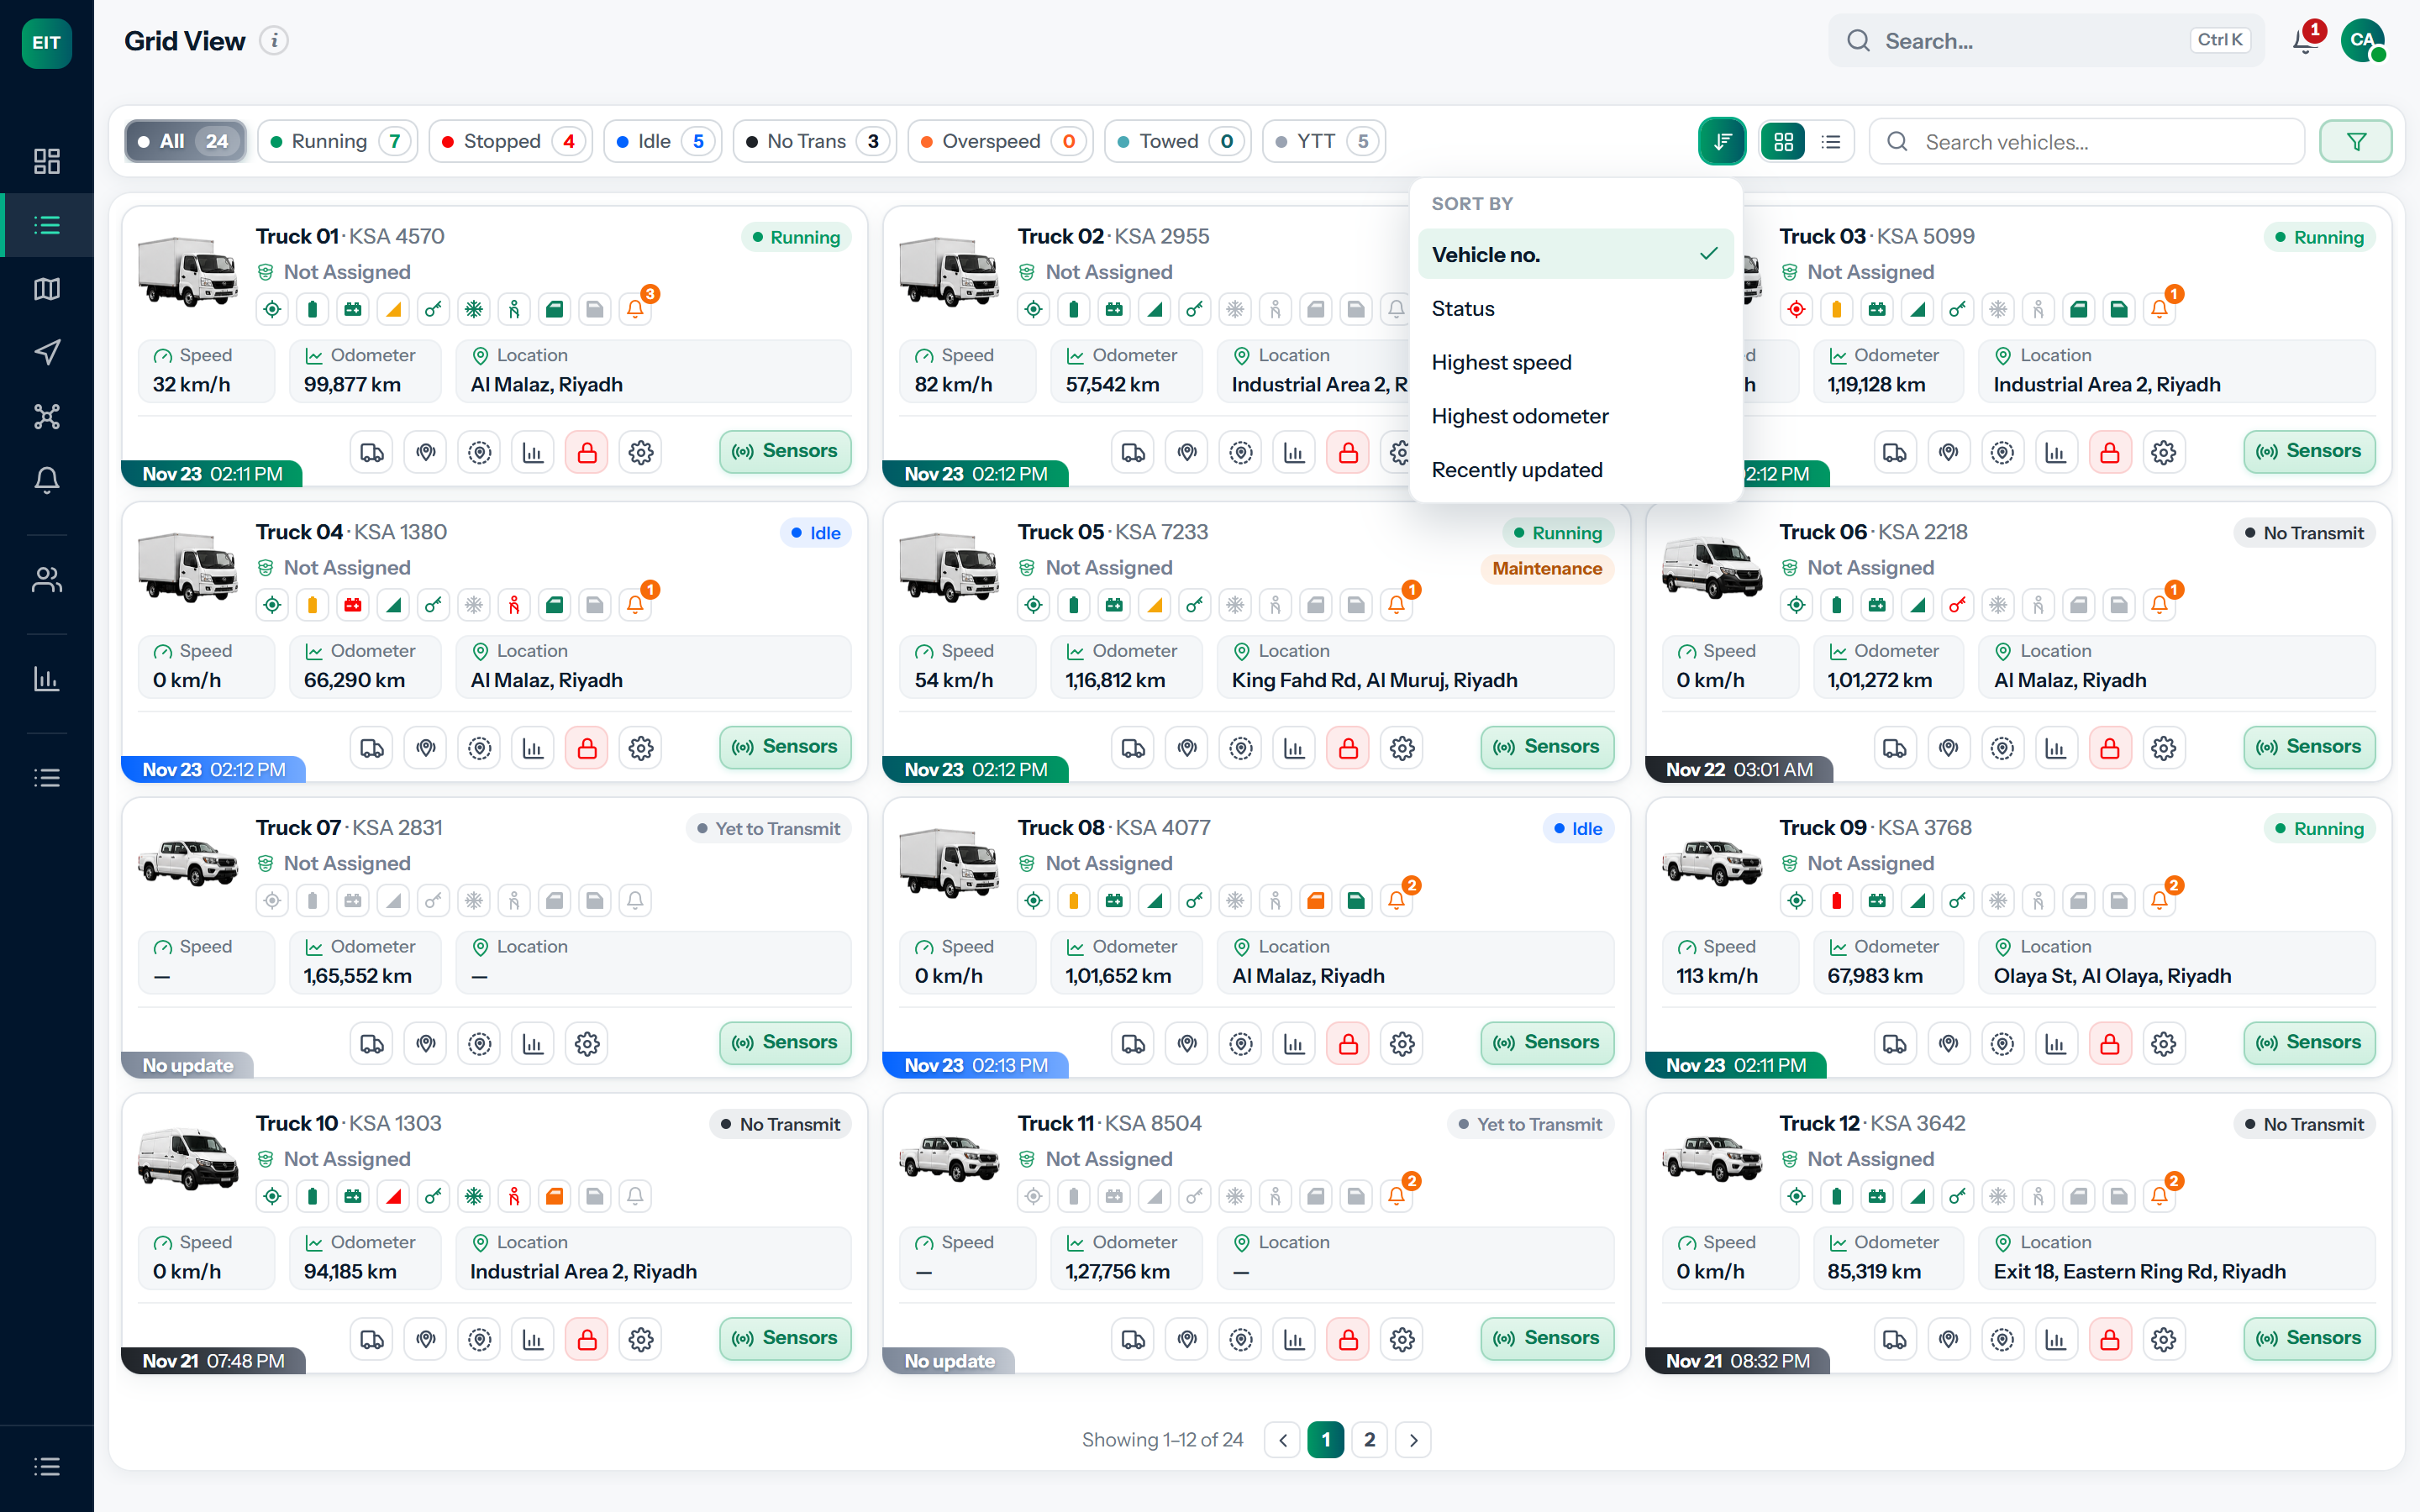 EIT
Grid View
Search...
Ctrl K
1
CA
All 24
Running 7
Stopped 4
Idle 5
No Trans 3
Overspeed 0
Towed 0
YTT 5
Search vehicles...
SORT BY
Vehicle no.
Status
Highest speed
Highest odometer
Recently updated
Truck 01 · KSA 4570
Running
Not Assigned
3
Speed
32 km/h
Odometer
99,877 km
Location
Al Malaz, Riyadh
Nov 23 02:11 PM
Sensors
Truck 02 · KSA 2955
Not Assigned
Speed
82 km/h
Odometer
57,542 km
Location
Industrial Area 2, R
Nov 23 02:12 PM
Truck 03 · KSA 5099
Running
Not Assigned
1
Odometer
1,19,128 km
Location
Industrial Area 2, Riyadh
2:12 PM
Sensors
Truck 04 · KSA 1380
Idle
Not Assigned
1
Speed
0 km/h
Odometer
66,290 km
Location
Al Malaz, Riyadh
Nov 23 02:12 PM
Sensors
Truck 05 · KSA 7233
Running
Not Assigned
Maintenance
1
Speed
54 km/h
Odometer
1,16,812 km
Location
King Fahd Rd, Al Muruj, Riyadh
Nov 23 02:12 PM
Sensors
Truck 06 · KSA 2218
No Transmit
Not Assigned
1
Speed
0 km/h
Odometer
1,01,272 km
Location
Al Malaz, Riyadh
Nov 22 03:01 AM
Sensors
Truck 07 · KSA 2831
Yet to Transmit
Not Assigned
Speed
—
Odometer
1,65,552 km
Location
—
No update
Sensors
Truck 08 · KSA 4077
Idle
Not Assigned
2
Speed
0 km/h
Odometer
1,01,652 km
Location
Al Malaz, Riyadh
Nov 23 02:13 PM
Sensors
Truck 09 · KSA 3768
Running
Not Assigned
2
Speed
113 km/h
Odometer
67,983 km
Location
Olaya St, Al Olaya, Riyadh
Nov 23 02:11 PM
Sensors
Truck 10 · KSA 1303
No Transmit
Not Assigned
Speed
0 km/h
Odometer
94,185 km
Location
Industrial Area 2, Riyadh
Nov 21 07:48 PM
Sensors
Truck 11 · KSA 8504
Yet to Transmit
Not Assigned
2
Speed
—
Odometer
1,27,756 km
Location
—
No update
Sensors
Truck 12 · KSA 3642
No Transmit
Not Assigned
2
Speed
0 km/h
Odometer
85,319 km
Location
Exit 18, Eastern Ring Rd, Riyadh
Nov 21 08:32 PM
Sensors
Showing 1–12 of 24
1
2